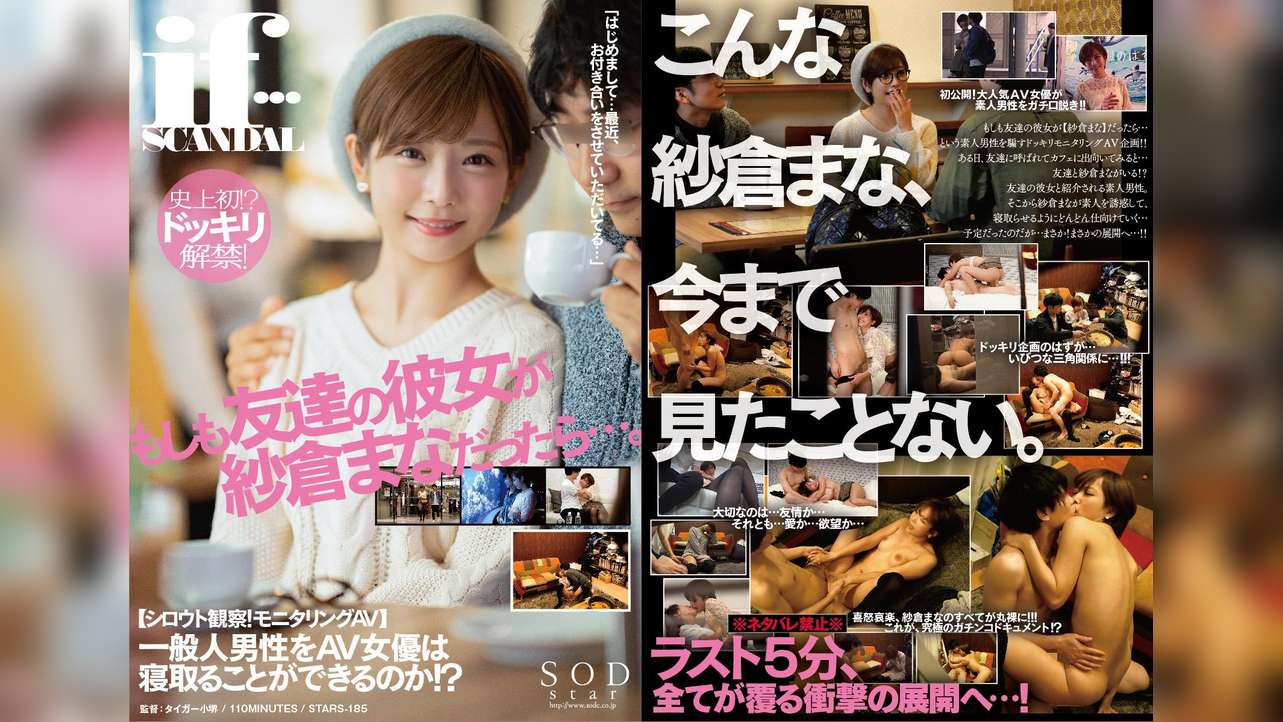 if...
SCANDAL
「はじめまして…最近、
お付き合いをさせていただいてる…」
史上初!?
ドッキリ
解禁!
もしも友達の彼女が
紗倉まなだったら…。
【シロウト観察!モニタリングAV】
一般人男性をAV女優は
寝取ることができるのか!?
監督:タイガー小堺 / 110MINUTES / STARS-185
SOD
star
http://www.sodc.co.jp
こんな
紗倉まな、
今まで
見たことない。
初公開!大人気AV女優が
素人男性をガチ口説き!!
もしも友達の彼女が【紗倉まな】だったら…
という素人男性を騙すドッキリモニタリングAV企画!!
ある日、友達に呼ばれてカフェに出向いてみると…
友達と紗倉まながいる!?
友達の彼女と紹介される素人男性。
そこから紗倉まなが素人を誘惑して、
寝取らせるようにどんどん仕向けていく…
予定だったのだが…まさか!まさかの展開へ…!!
ドッキリ企画のはずが…
いびつな三角関係に…!!!
大切なのは…友情か…
それとも…愛か…欲望か…
喜怒哀楽、紗倉まなのすべてが丸裸に!!!
これが、究極のガチンコドキュメント!?
※ネタバレ禁止※
ラスト5分、
全てが覆る衝撃の展開へ…!